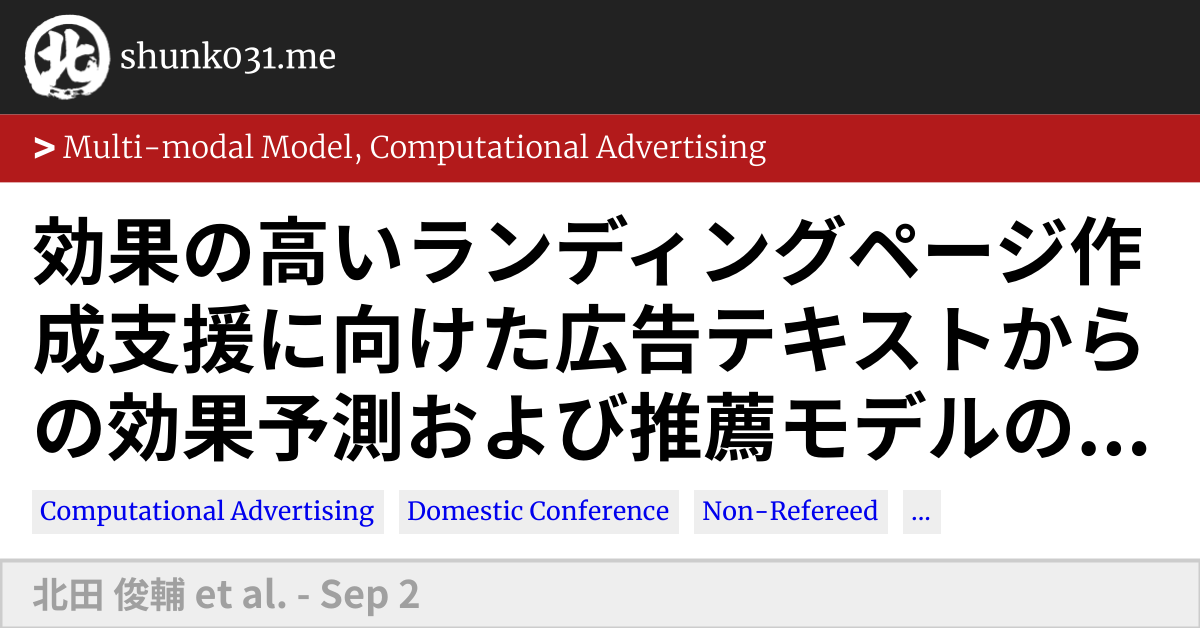 北
shunk031.me
> Multi-modal Model, Computational Advertising
効果の高いランディングページ作
成支援に向けた広告テキストから
の効果予測および推薦モデルの...
Computational Advertising Domestic Conference Non-Refereed ...
北田 俊輔 et al. - Sep 2